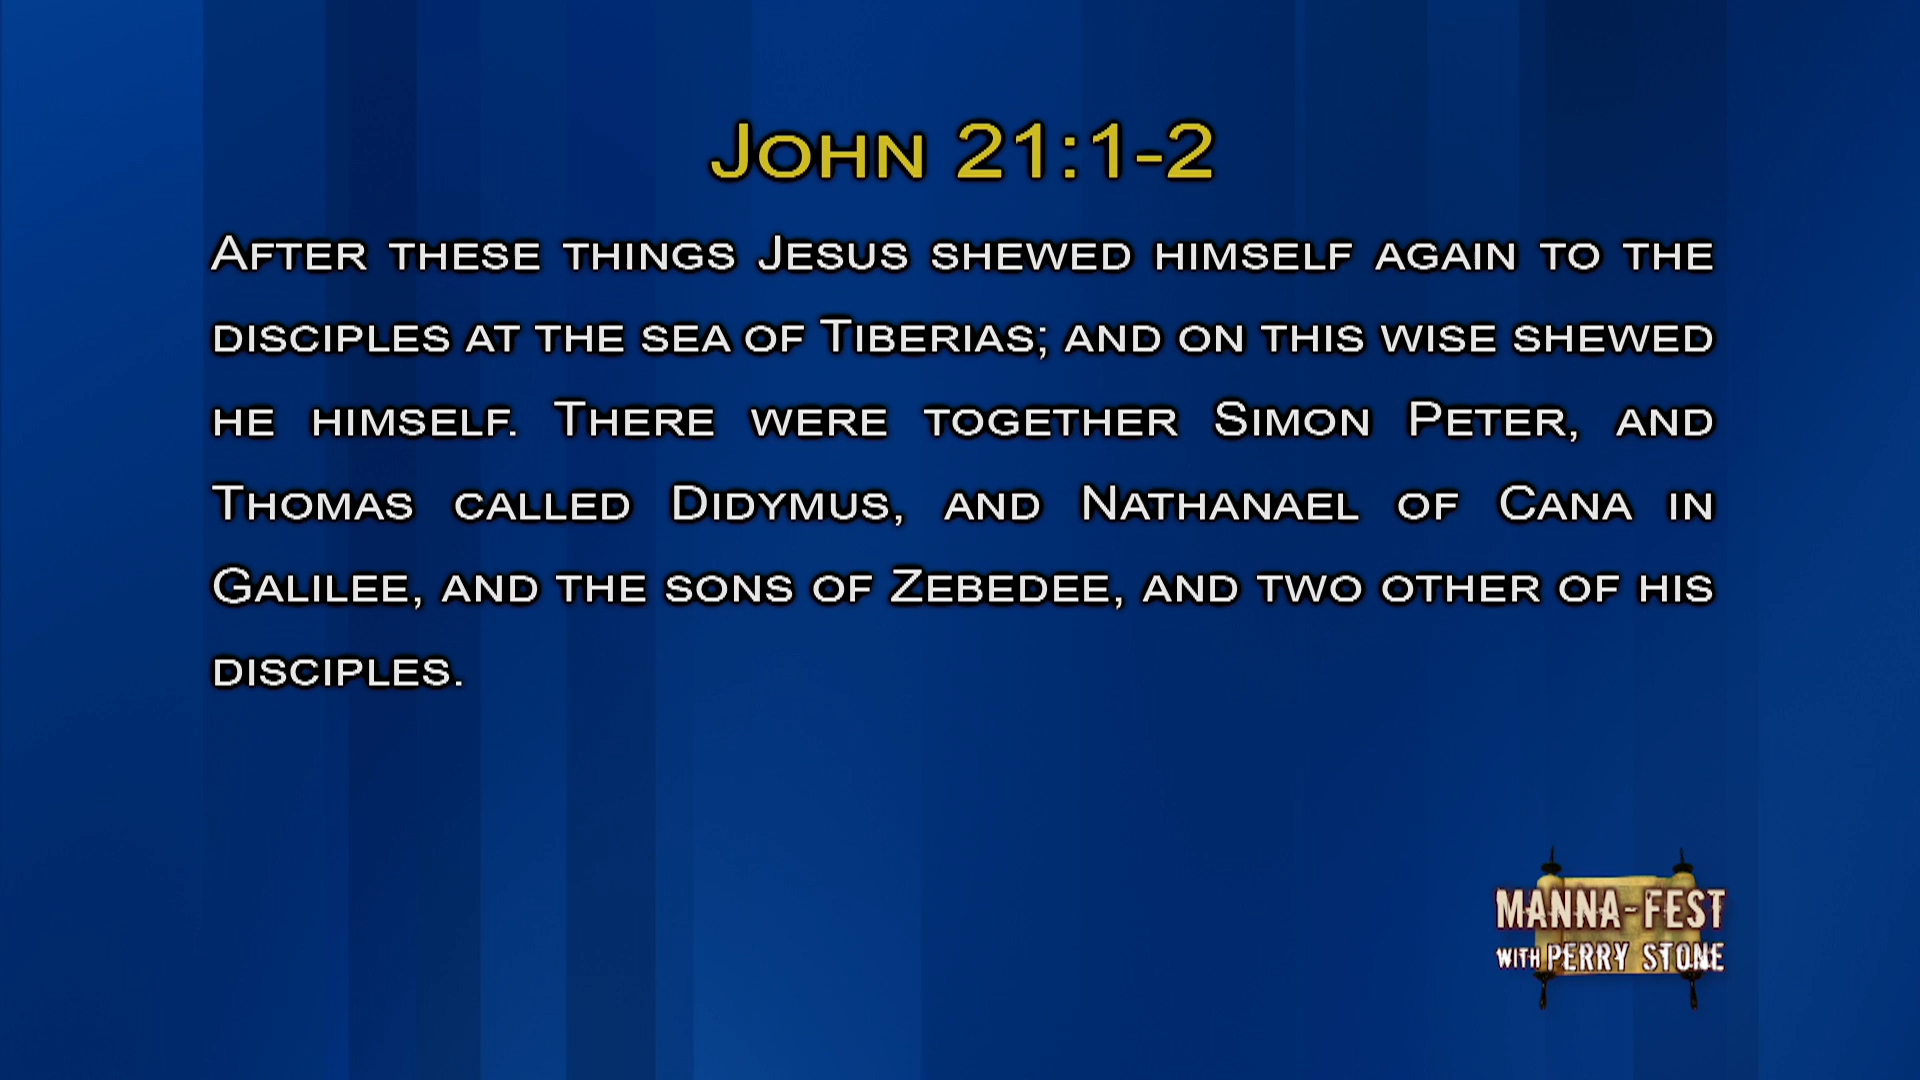 John 21:1-2
After these things Jesus shewed himself again to the
disciples at the sea of Tiberias; and on this wise shewed
he himself. There were together Simon Peter, and
Thomas called Didymus, and Nathanael of Cana in
Galilee, and the sons of Zebedee, and two other of his
disciples.
MANNA-FEST
WITH PERRY STONE